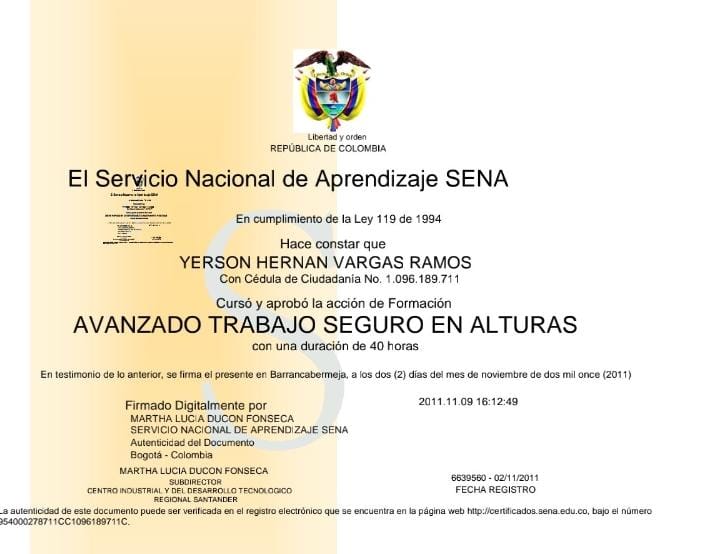 Libertad y orden
REPÚBLICA DE COLOMBIA
El Servicio Nacional de Aprendizaje SENA
En cumplimiento de la Ley 119 de 1994
Hace constar que
YERSON HERNAN VARGAS RAMOS
Con Cédula de Ciudadanía No. 1.096.189.711
Cursó y aprobó la acción de Formación
AVANZADO TRABAJO SEGURO EN ALTURAS
con una duración de 40 horas
En testimonio de lo anterior, se firma el presente en Barrancabermeja, a los dos (2) días del mes de noviembre de dos mil once (2011)
Firmado Digitalmente por
MARTHA LUCIA DUCON FONSECA
SERVICIO NACIONAL DE APRENDIZAJE SENA
Autenticidad del Documento
Bogotá - Colombia
2011.11.09 16:12:49
MARTHA LUCIA DUCON FONSECA
SUBDIRECTOR
CENTRO INDUSTRIAL Y DEL DESARROLLO TECNOLOGICO
REGIONAL SANTANDER
6639560 - 02/11/2011
FECHA REGISTRO
La autenticidad de este documento puede ser verificada en el registro electrónico que se encuentra en la página web http://certificados.sena.edu.co, bajo el número
954000278711CC1096189711C.